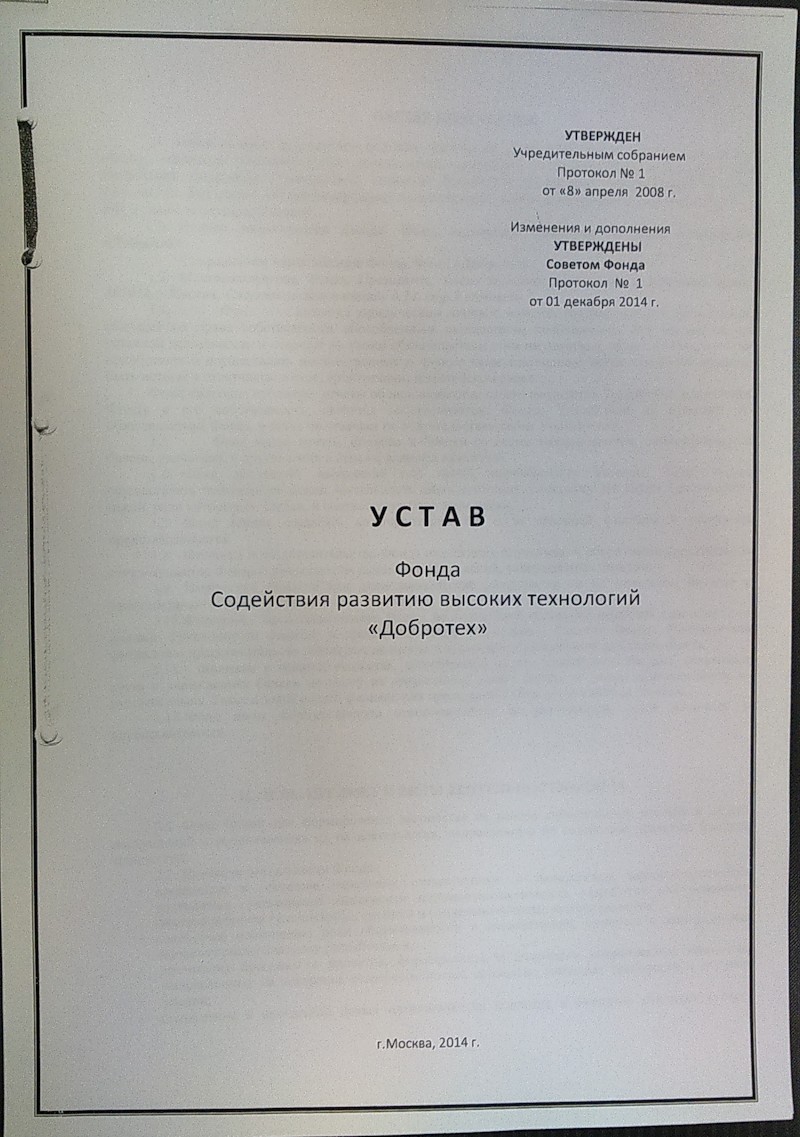 УТВЕРЖДЕН
Учредительным собранием
Протокол № 1
от «8» апреля 2008 г.
Изменения и дополнения
УТВЕРЖДЕНЫ
Советом Фонда
Протокол № 1
от 01 декабря 2014 г.
УСТАВ
Фонда
Содействия развитию высоких технологий
«Добротех»
г.Москва, 2014 г.